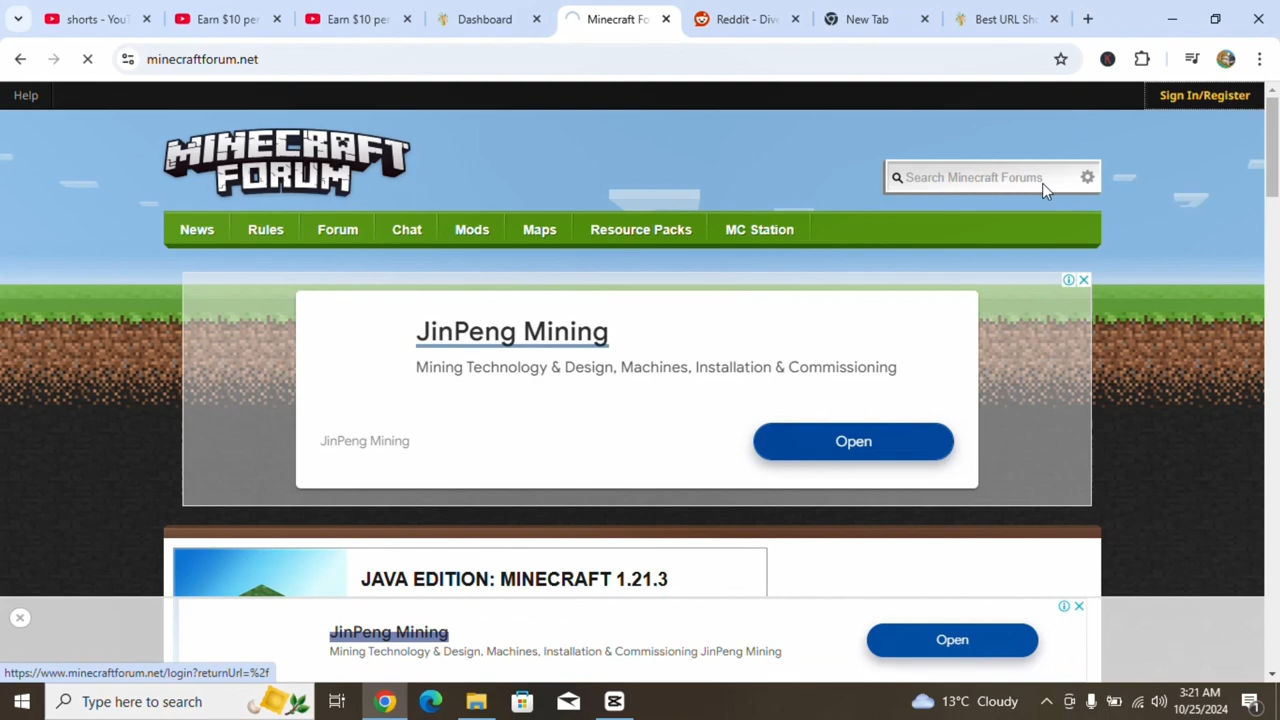 shorts - YouT
Earn $10 per
Earn $10 per
Dashboard
Minecraft Fo
Reddit - Dive
New Tab
Best URL Sho
minecraftforum.net
Help
Sign In/Register
MINECRAFT
FORUM
Search Minecraft Forums
News
Rules
Forum
Chat
Mods
Maps
Resource Packs
MC Station
JinPeng Mining
Mining Technology & Design, Machines, Installation & Commissioning
JinPeng Mining
Open
JAVA EDITION: MINECRAFT 1.21.3
JinPeng Mining
Mining Technology & Design, Machines, Installation & Commissioning JinPeng Mining
Open
https://www.minecraftforum.net/login?returnUrl=%2f
Type here to search
13°C Cloudy
3:21 AM
10/25/2024
1